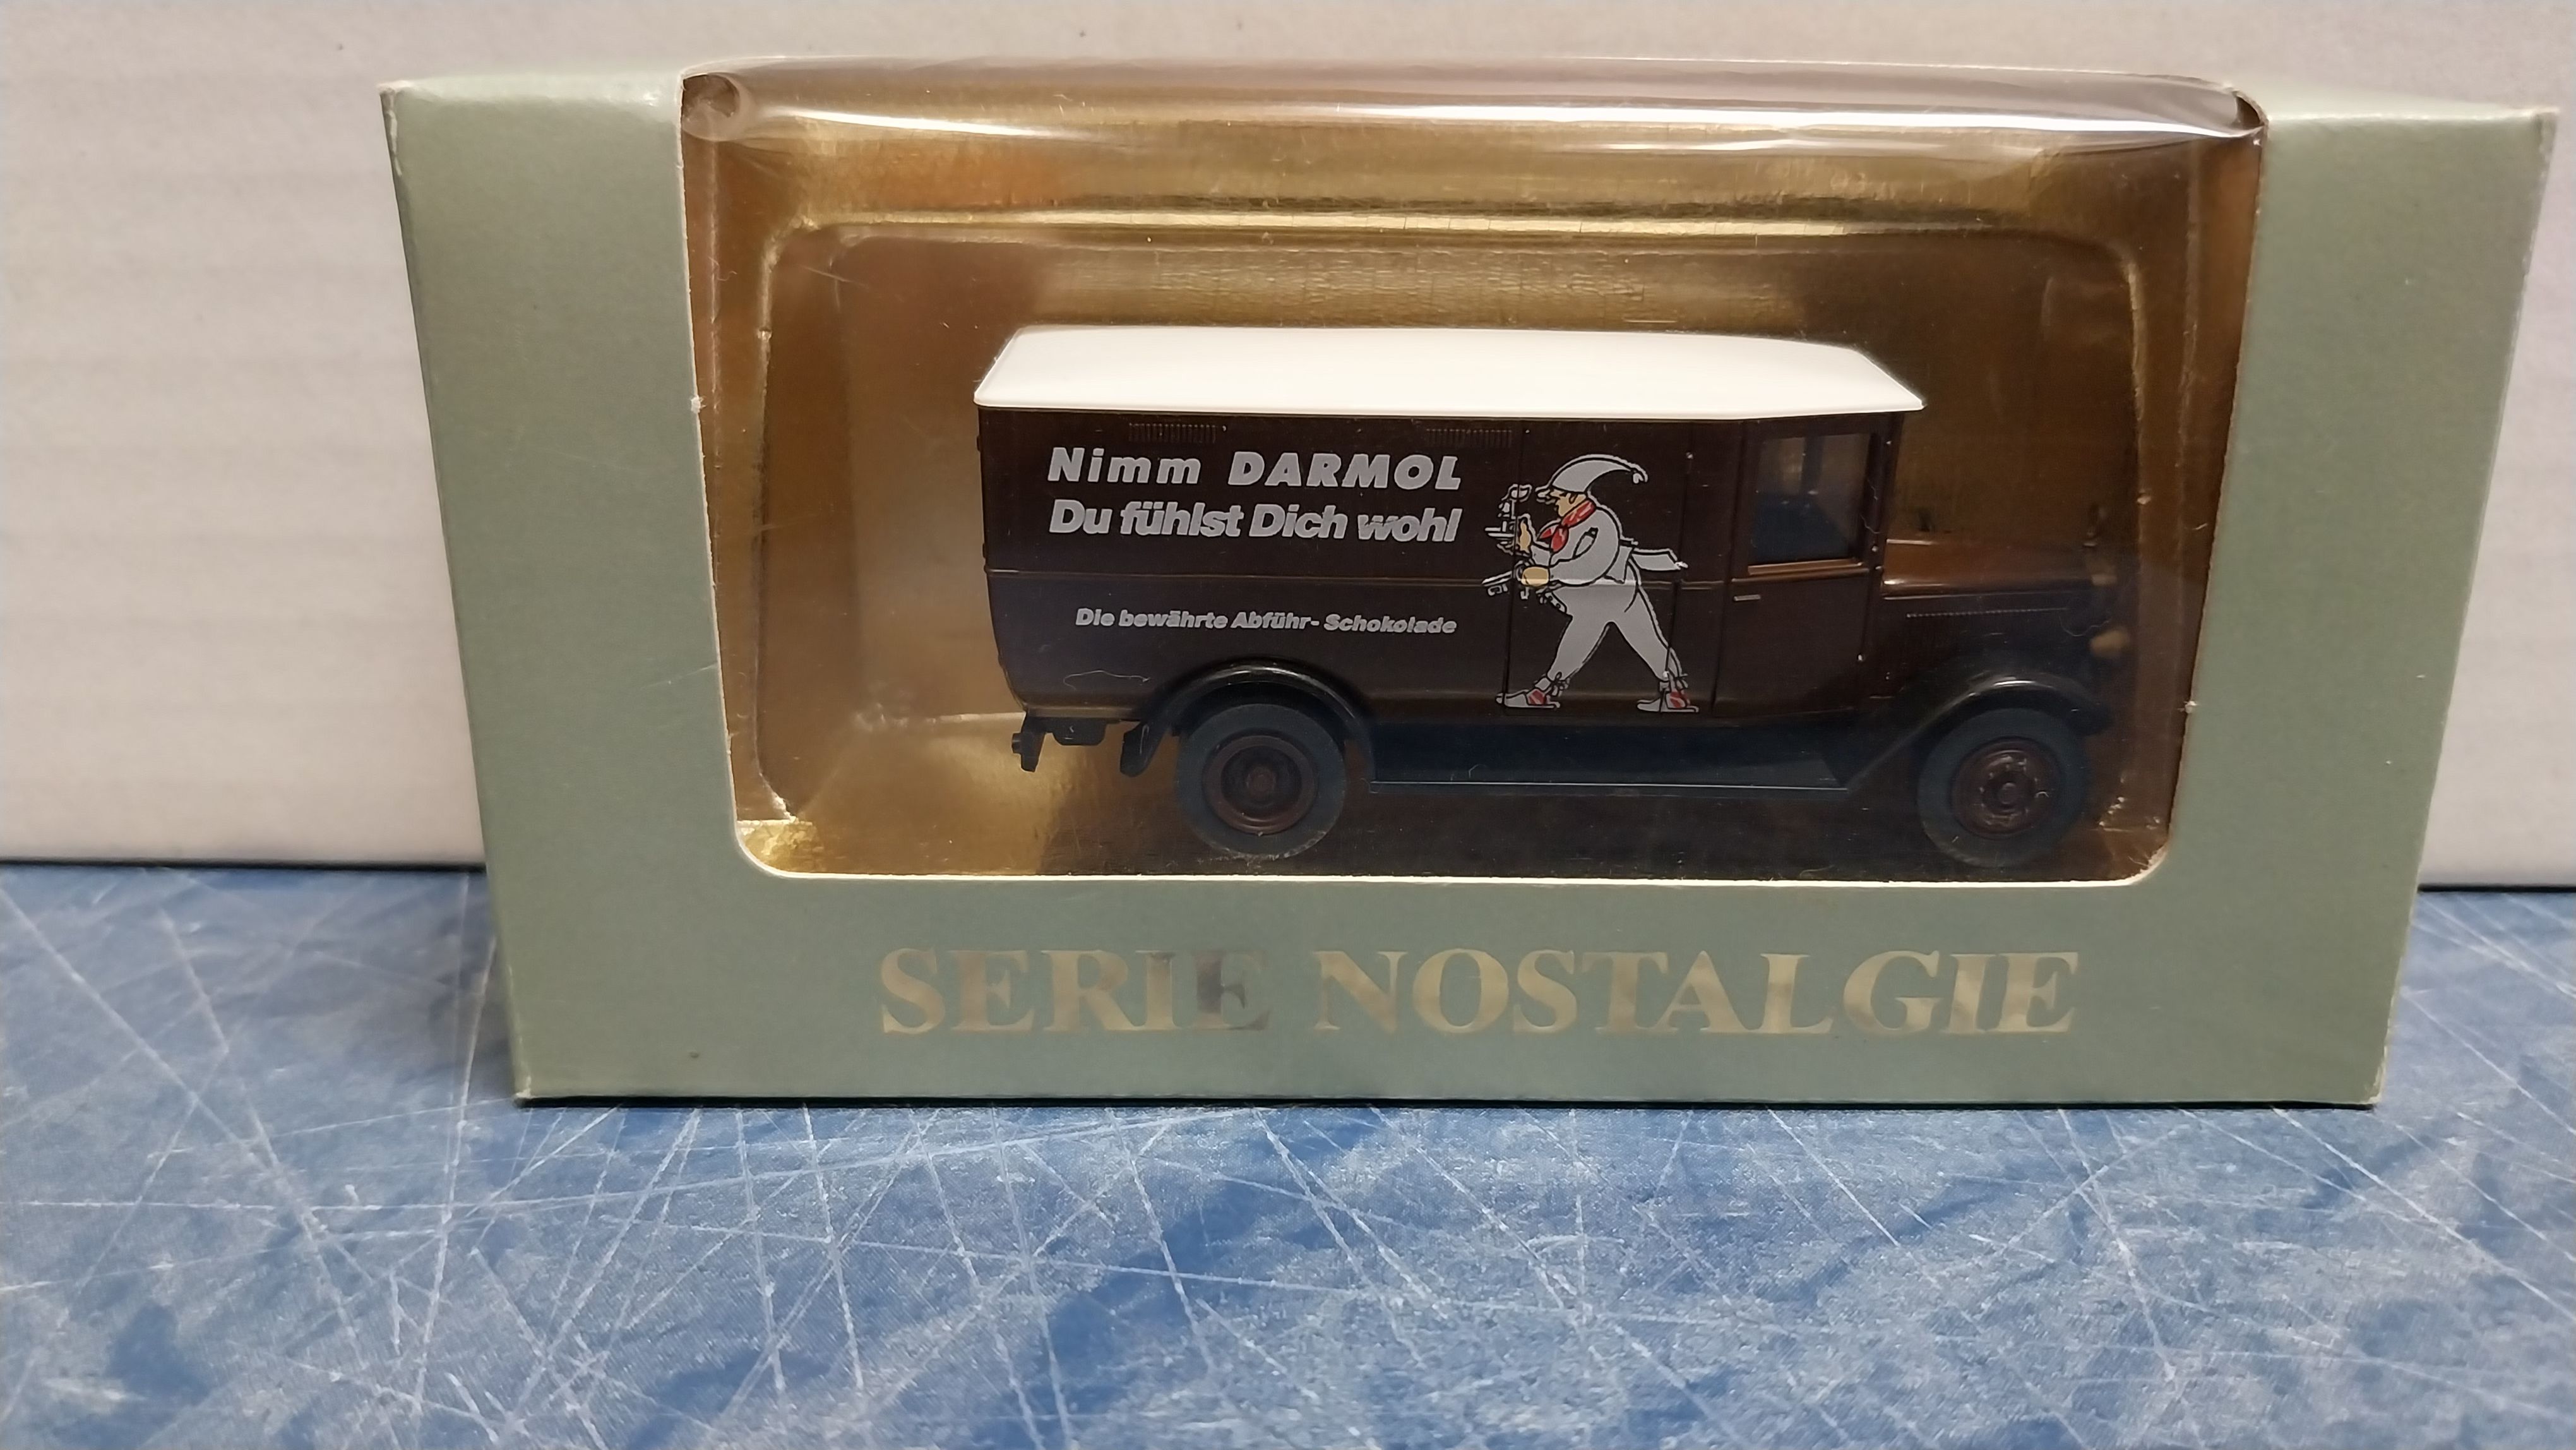 Nimm DARMOL
Du fühlst Dich wohl
Die bewährte Abführ-Schokolade
SERIE NOSTALGIE